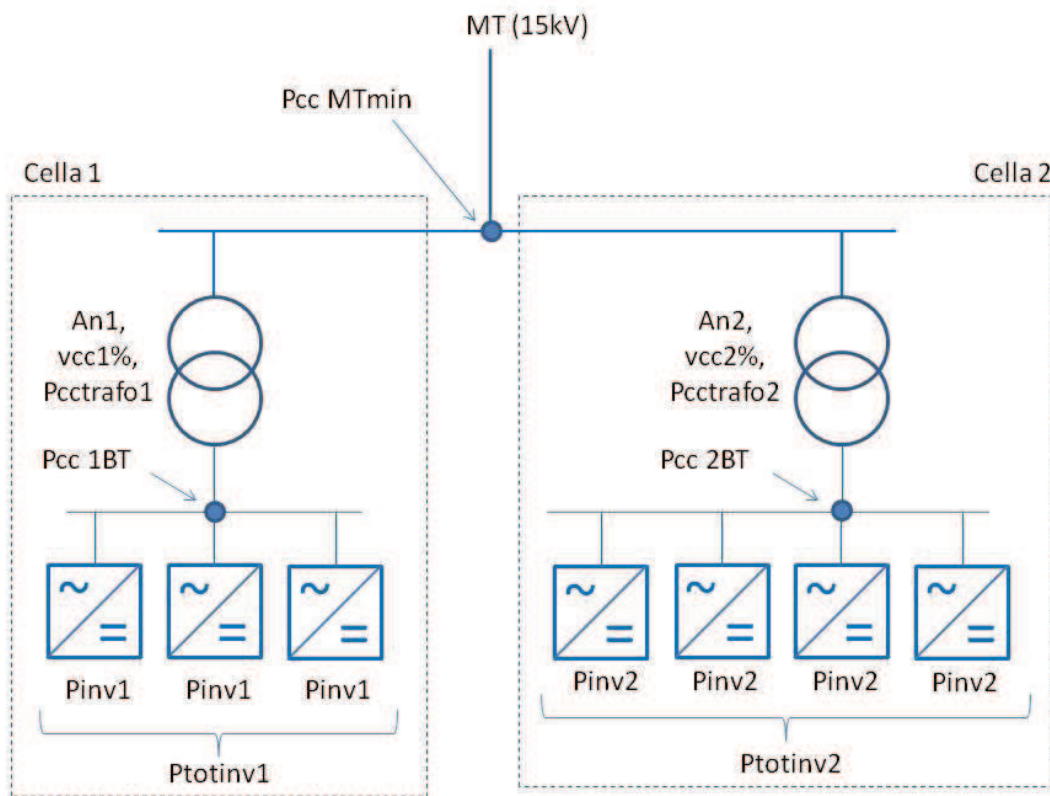 MT (15kV)
Pcc MTmin
Cella 1
Cella 2
An1,
vcc1%,
Pcctrafo1
An2,
vcc2%,
Pcctrafo2
Pcc 1BT
Pcc 2BT
Pinv1
Pinv1
Pinv1
Pinv2
Pinv2
Pinv2
Pinv2
Ptotinv1
Ptotinv2